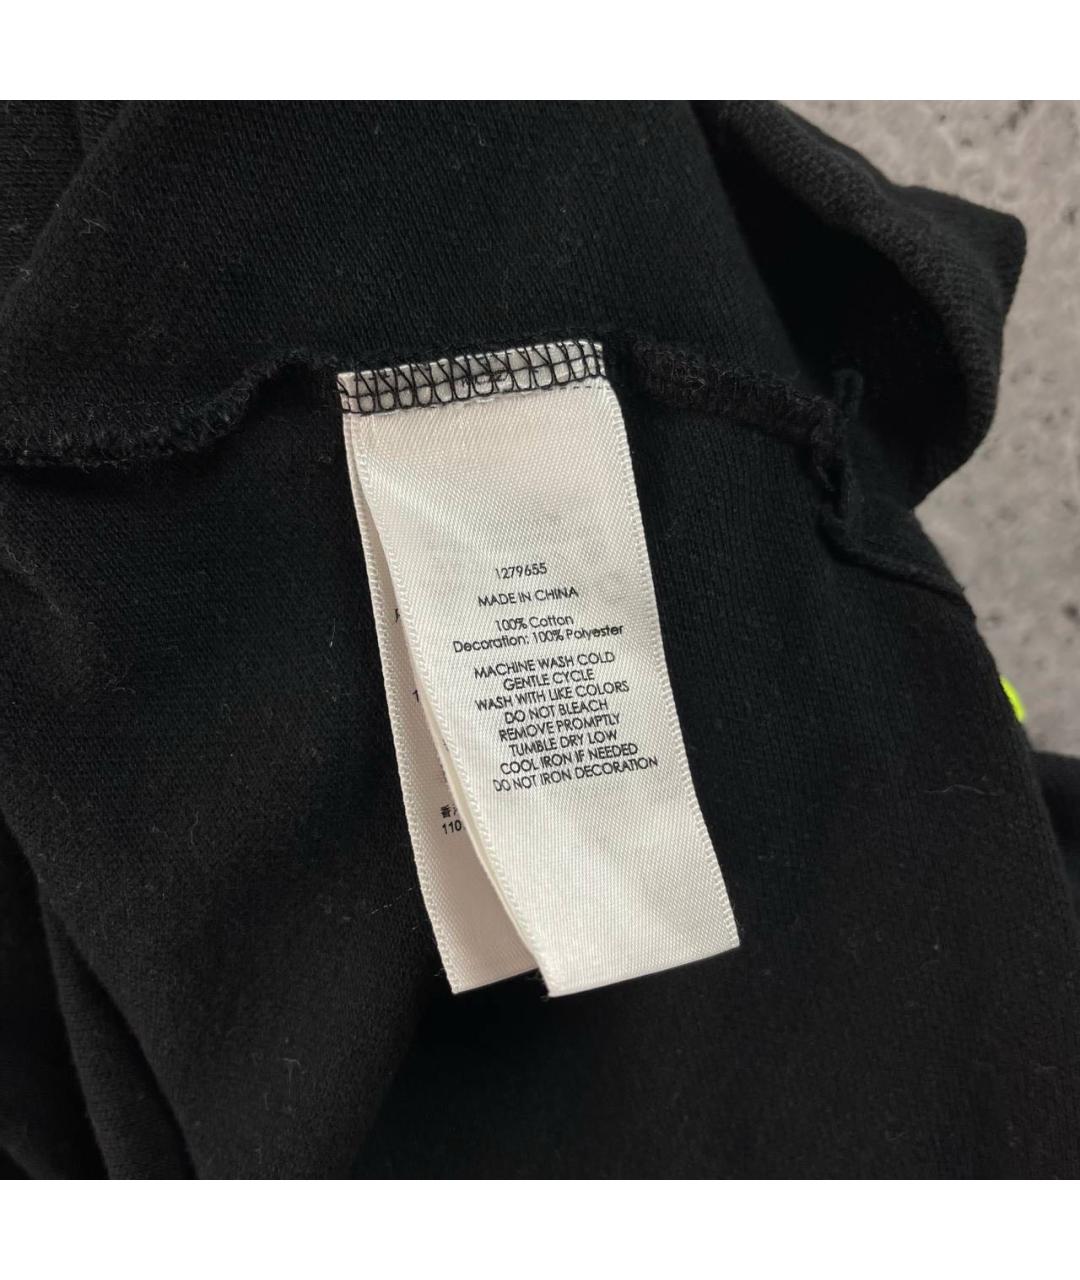 1279655
MADE IN CHINA
100% Cotton
Decoration: 100% Polyester
MACHINE WASH COLD
GENTLE CYCLE
WASH WITH LIKE COLORS
DO NOT BLEACH
REMOVE PROMPTLY
TUMBLE DRY LOW
COOL IRON IF NEEDED
DO NOT IRON DECORATION
110